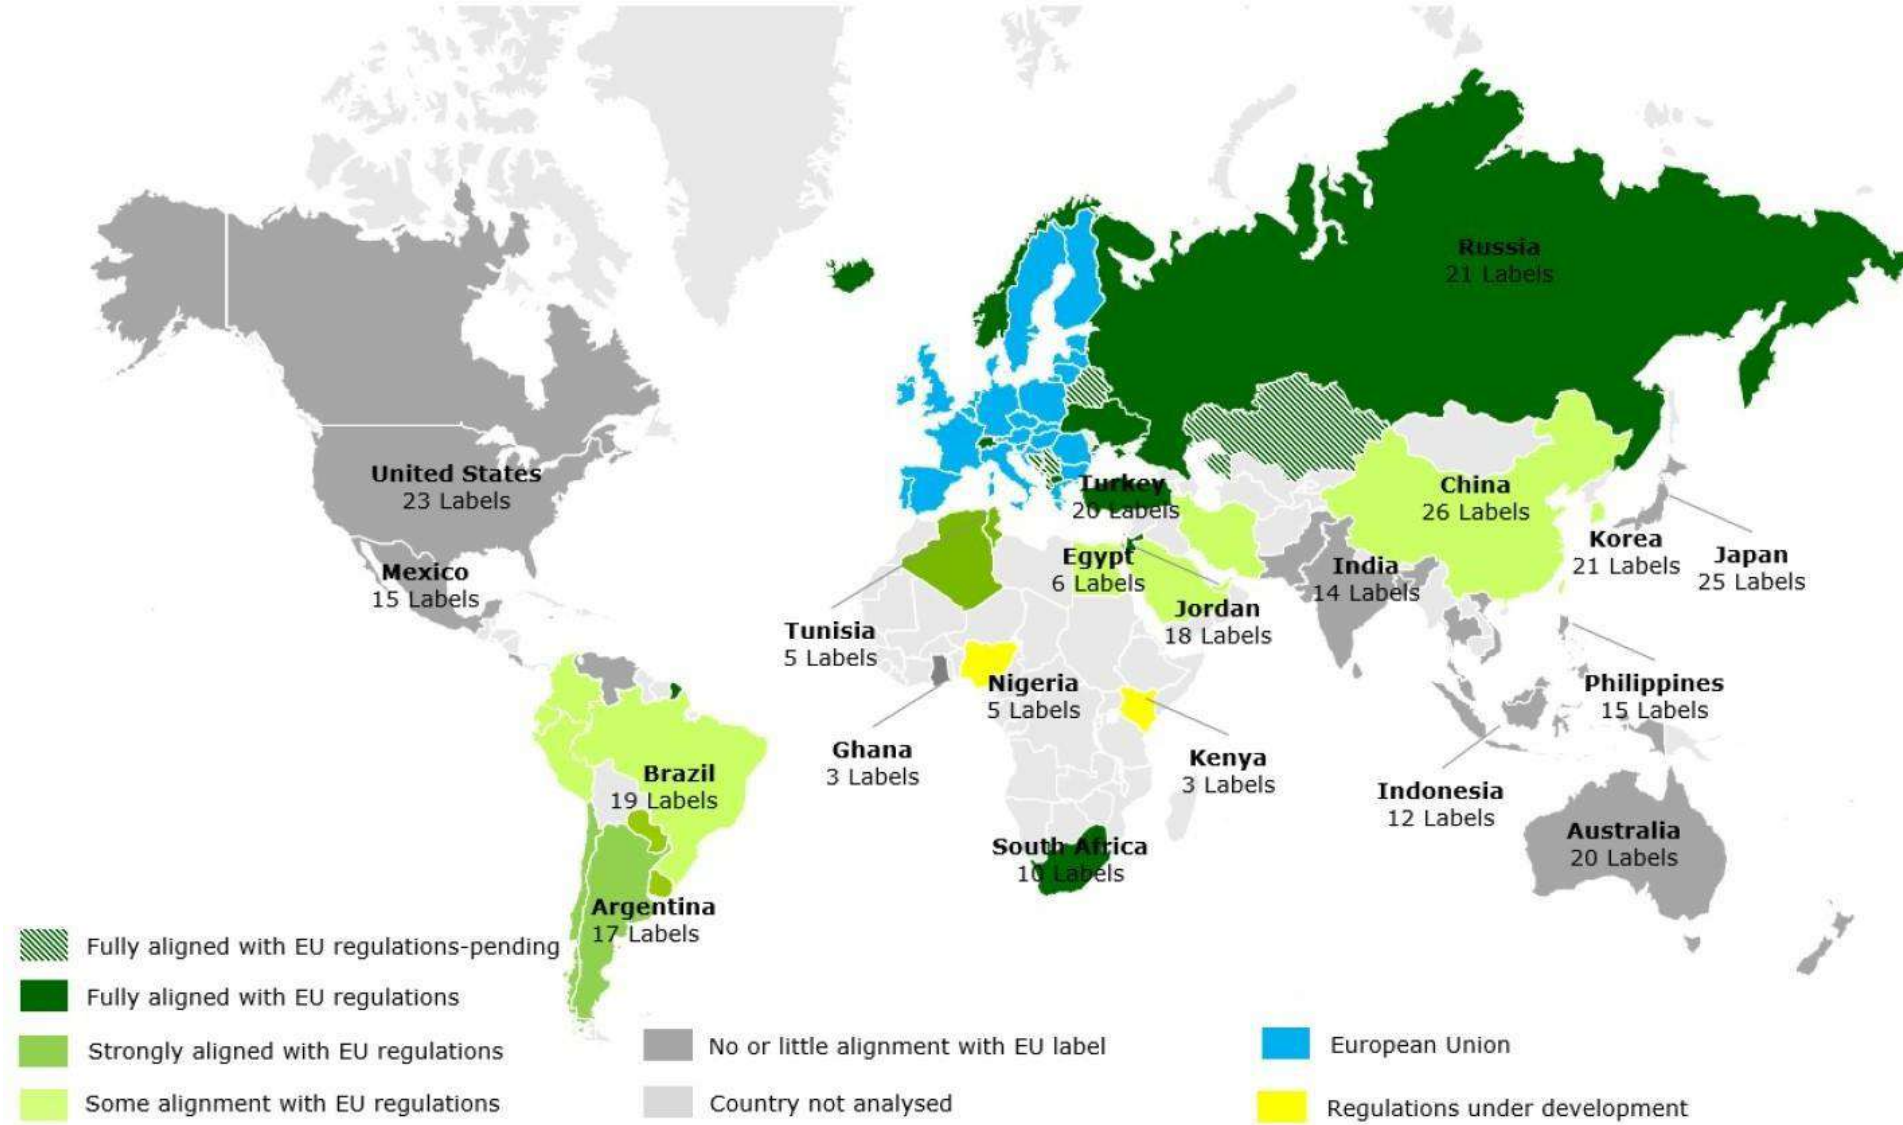 Russia
21 Labels
United States
23 Labels
Turkey
20 Labels
China
26 Labels
Korea
21 Labels
Japan
25 Labels
Mexico
15 Labels
Egypt
6 Labels
India
14 Labels
Jordan
18 Labels
Tunisia
5 Labels
Nigeria
5 Labels
Philippines
15 Labels
Ghana
3 Labels
Kenya
3 Labels
Brazil
19 Labels
Indonesia
12 Labels
Australia
20 Labels
South Africa
10 Labels
Argentina
17 Labels
Fully aligned with EU regulations-pending
Fully aligned with EU regulations
Strongly aligned with EU regulations
Some alignment with EU regulations
No or little alignment with EU label
Country not analysed
European Union
Regulations under development